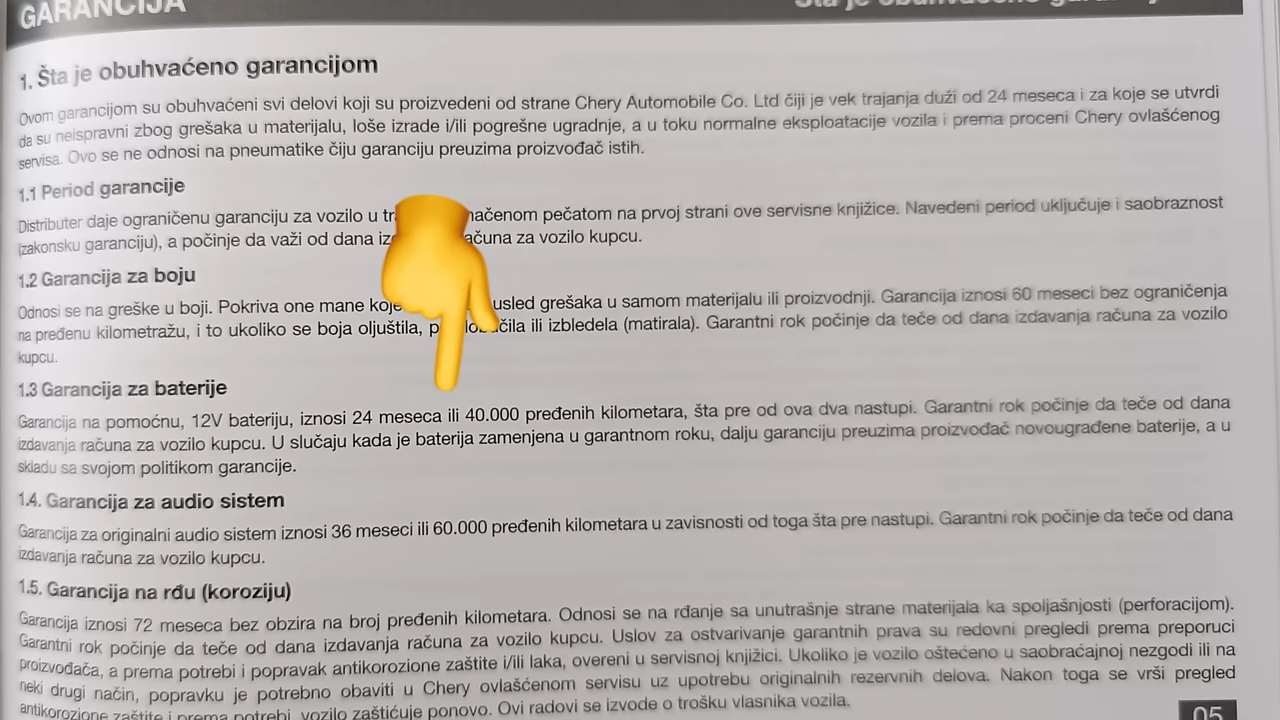 GARANCIJA
1. Šta je obuhvaćeno garancijom
Ovom garancijom su obuhvaćeni svi delovi koji su proizvedeni od strane Chery Automobile Co. Ltd čiji je vek trajanja duži od 24 meseca i za koje se utvrdi
da su neispravni zbog grešaka u materijalu, loše izrade i/ili pogrešne ugradnje, a u toku normalne eksploatacije vozila i prema proceni Chery ovlašćenog
servisa. Ovo se ne odnosi na pneumatike čiju garanciju preuzima proizvođač istih.
1.1 Period garancije
Distributer daje ograničenu garanciju za vozilo u pečatom na prvoj strani ove servisne knjižice. Navedeni period uključuje i saobraznost
(zakonsku garanciju), a počinje da važi od dana za vozilo kupcu.
1.2 Garancija za boju
Odnosi se na greške u boji. Pokriva one mane usled grešaka u samom materijalu ili proizvodnji. Garancija iznosi 60 meseci bez ograničenja
na pređenu kilometražu, i to ukoliko se boja oljuštila, ili izbledela (matirala). Garantni rok počinje da teče od dana izdavanja računa za vozilo
kupcu.
1.3 Garancija za baterije
Garancija na pomoćnu, 12V bateriju, iznosi 24 meseca ili 40.000 pređenih kilometara, šta pre od ova dva nastupi. Garantni rok počinje da teče od dana
izdavanja računa za vozilo kupcu. U slučaju kada je baterija zamenjena u garantnom roku, dalju garanciju preuzima proizvođač novougrađene baterije, a u
skladu sa svojom politikom garancije.
1.4. Garancija za audio sistem
Garancija za originalni audio sistem iznosi 36 meseci ili 60.000 pređenih kilometara u zavisnosti od toga šta pre nastupi. Garantni rok počinje da teče od dana
izdavanja računa za vozilo kupcu.
1.5. Garancija na rđu (koroziju)
Garancija iznosi 72 meseca bez obzira na broj pređenih kilometara. Odnosi se na rđanje sa unutrašnje strane materijala ka spoljašnjosti (perforacijom).
Garantni rok počinje da teče od dana izdavanja računa za vozilo kupcu. Uslov za ostvarivanje garantnih prava su redovni pregledi prema preporuci
proizvođača, a prema potrebi i popravak antikorozione zaštite i/ili laka, overeni u servisnoj knjižici. Ukoliko je vozilo oštećeno u saobraćajnoj nezgodi ili na
neki drugi način, popravku je potrebno obaviti u Chery ovlašćenom servisu uz upotrebu originalnih rezervnih delova. Nakon toga se vrši pregled
antikorozione zaštite i prema potrebi, vozilo zaštićuje ponovo. Ovi radovi se izvode o trošku vlasnika vozila.
05